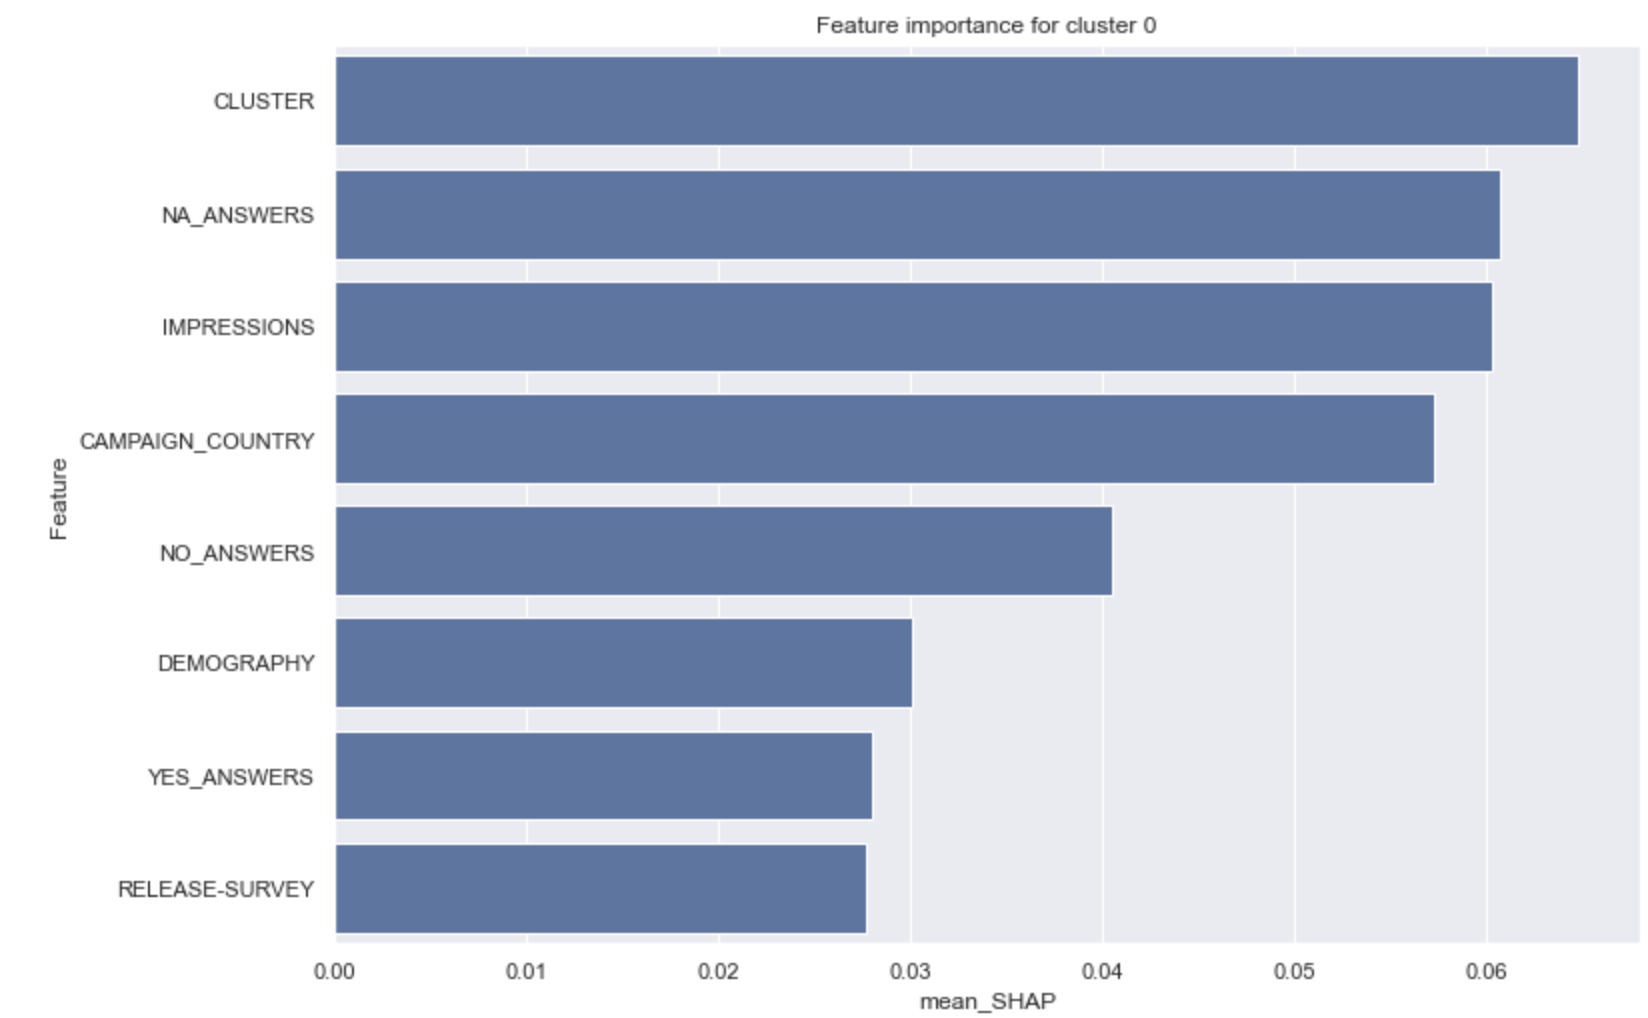 Feature importance for cluster 0
CLUSTER
NA_ANSWERS
IMPRESSIONS
CAMPAIGN_COUNTRY
NO_ANSWERS
DEMOGRAPHY
YES_ANSWERS
RELEASE-SURVEY
Feature
0.00 0.01 0.02 0.03 0.04 0.05 0.06
mean_SHAP